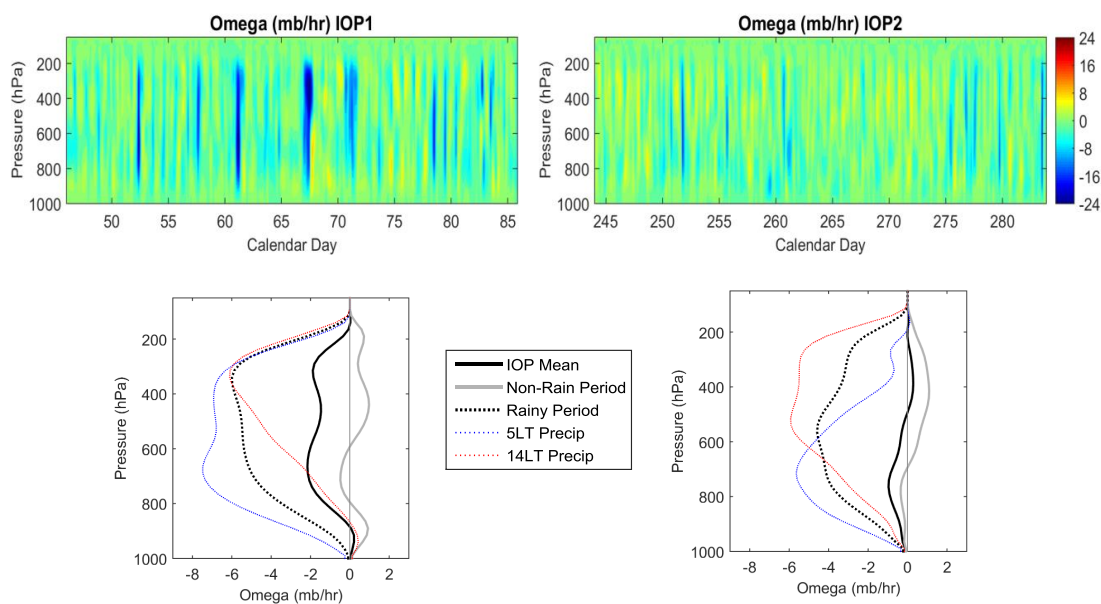 Omega (mb/hr) IOP1
Pressure (hPa)
200
400
600
800
1000
50 55 60 65 70 75 80 85
Calendar Day
Omega (mb/hr) IOP2
Pressure (hPa)
200
400
600
800
1000
245 250 255 260 265 270 275 280
Calendar Day
24
16
8
0
-8
-16
-24
Pressure (hPa)
200
400
600
800
1000
-8 -6 -4 -2 0 2
Omega (mb/hr)
IOP Mean
Non-Rain Period
Rainy Period
5LT Precip
14LT Precip
Pressure (hPa)
200
400
600
800
1000
-8 -6 -4 -2 0 2
Omega (mb/hr)